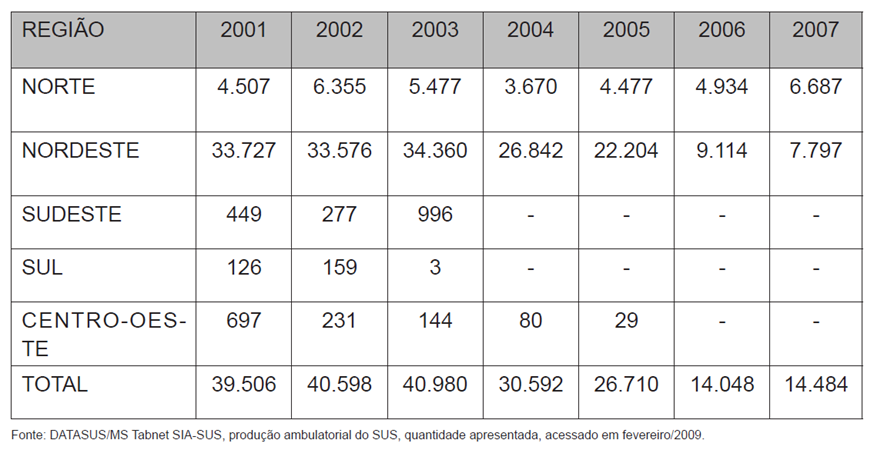 REGIÃO 2001 2002 2003 2004 2005 2006 2007
NORTE 4.507 6.355 5.477 3.670 4.477 4.934 6.687
NORDESTE 33.727 33.576 34.360 26.842 22.204 9.114 7.797
SUDESTE 449 277 996 - - - -
SUL 126 159 3 - - - -
CENTRO-OES- 697 231 144 80 29 - -
TE
TOTAL 39.506 40.598 40.980 30.592 26.710 14.048 14.484
Fonte: DATASUS/MS Tabnet SIA-SUS, produção ambulatorial do SUS, quantidade apresentada, acessado em fevereiro/2009.